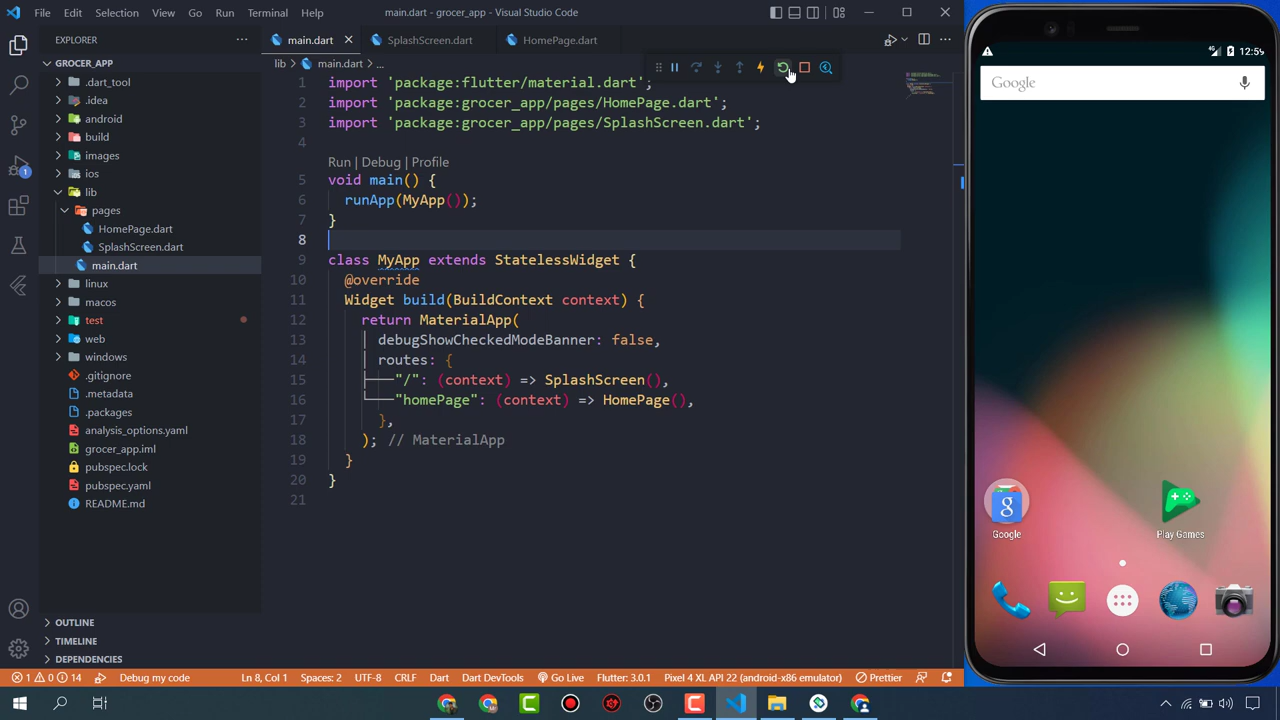 File Edit Selection View Go Run Terminal Help
main.dart - grocer_app - Visual Studio Code
EXPLORER
GROCER_APP
.dart_tool
.idea
android
build
images
ios
lib
pages
HomePage.dart
SplashScreen.dart
main.dart
linux
macos
test
web
windows
.gitignore
.metadata
.packages
analysis_options.yaml
grocer_app.iml
pubspec.lock
pubspec.yaml
README.md
OUTLINE
TIMELINE
DEPENDENCIES
main.dart SplashScreen.dart HomePage.dart
lib > main.dart > ...
1 import 'package:flutter/material.dart';
2 import 'package:grocer_app/pages/HomePage.dart';
3 import 'package:grocer_app/pages/SplashScreen.dart';
4
Run | Debug | Profile
5 void main() {
6 runApp(MyApp());
7 }
8
9 class MyApp extends StatelessWidget {
10 @override
11 Widget build(BuildContext context) {
12 return MaterialApp(
13 debugShowCheckedModeBanner: false,
14 routes: {
15 "/": (context) => SplashScreen(),
16 "homePage": (context) => HomePage(),
17 },
18 ); // MaterialApp
19 }
20 }
21
1 0 14 Debug my code Ln 8, Col 1 Spaces: 2 UTF-8 CRLF Dart Dart DevTools Go Live Flutter: 3.0.1 Pixel 4 XL API 22 (android-x86 emulator) Prettier
1
4G 12:59
Google
g
Google
Play Games